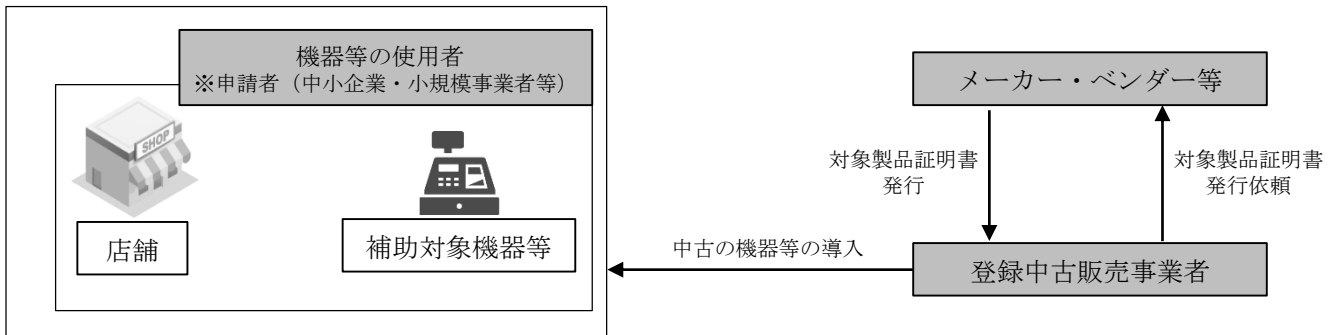 機器等の使用者
※申請者（中小企業・小規模事業者等）
SHOP
店舗
補助対象機器等
中古の機器等の導入
メーカー・ベンダー等
対象製品証明書
発行
対象製品証明書
発行依頼
登録中古販売事業者